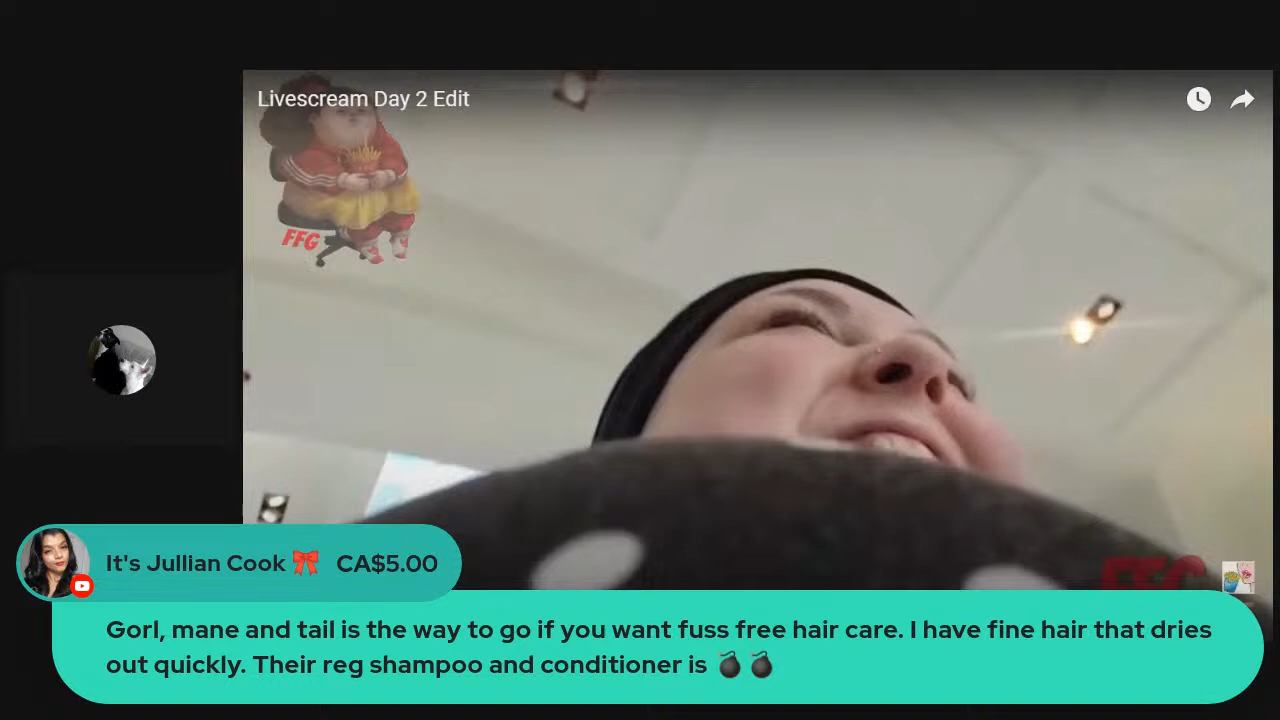 Livescream Day 2 Edit
FFG
FFG
It's Jullian Cook 🎀 CA$5.00
Gorl, mane and tail is the way to go if you want fuss free hair care. I have fine hair that dries
out quickly. Their reg shampoo and conditioner is 💣 💣